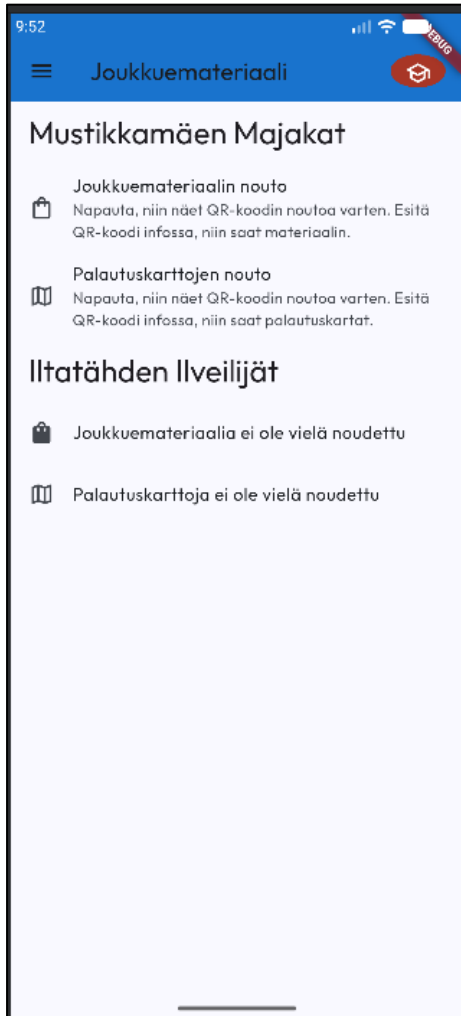 9:52
DEBUG
Joukkuemateriaali
Mustikkamäen Majakat
Joukkuemateriaalin nouto
Napauta, niin näet QR-koodin noutoa varten. Esitä
QR-koodi infossa, niin saat materiaalin.
Palautuskarttojen nouto
Napauta, niin näet QR-koodin noutoa varten. Esitä
QR-koodi infossa, niin saat palautuskartat.
Iltatähden Ilveilijät
Joukkuemateriaalia ei ole vielä noudettu
Palautuskarttoja ei ole vielä noudettu